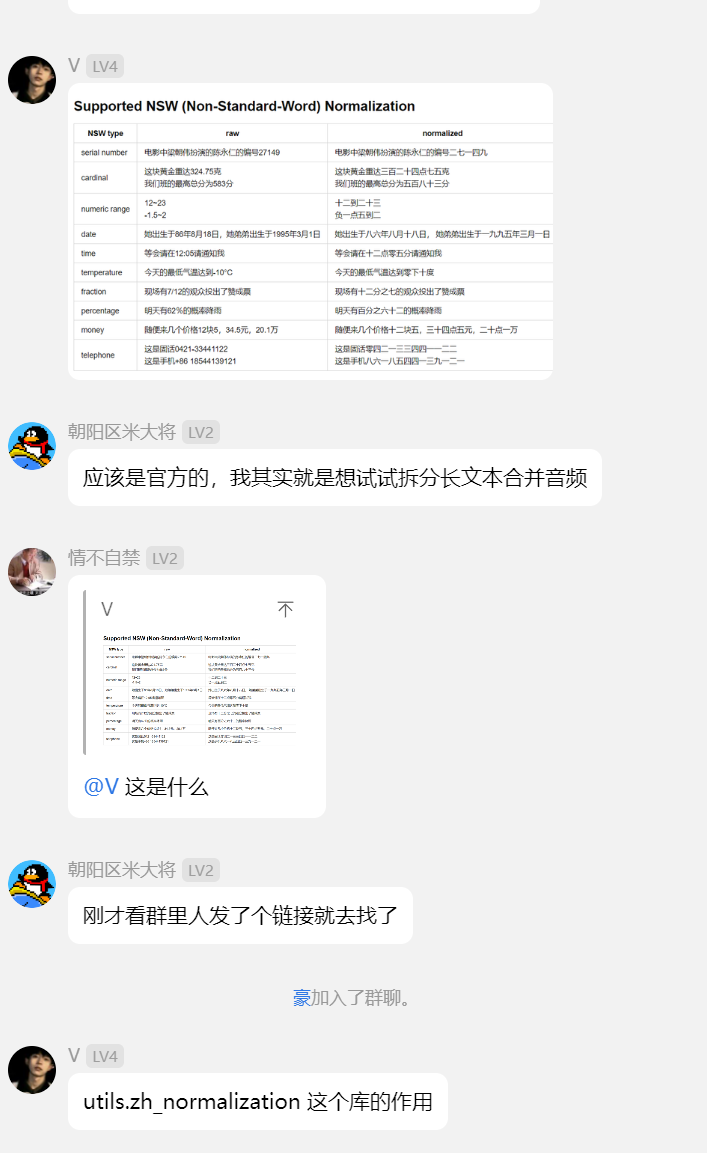 V LV4
Supported NSW (Non-Standard-Word) Normalization
NSW type raw normalized
serial number 电影中梁朝伟扮演的陈永仁的编号27149 电影中梁朝伟扮演的陈永仁的编号二七一四九
cardinal 这块黄金重达324.75克 这块黄金重达三百二十四点七五克
我们班的最高总分为583分 我们班的最高总分为五百八十三分
numeric range 12~23 十二到二十三
-1.5~2 负一点五到二
date 她出生于86年8月18日，她弟弟出生于1995年3月1日 她出生于八六年八月十八日， 她弟弟出生于一九九五年三月一日
time 等会请在12:05请通知我 等会请在十二点零五分请通知我
temperature 今天的最低气温达到-10°C 今天的最低气温达到零下十度
fraction 现场有7/12的观众投出了赞成票 现场有十二分之七的观众投出了赞成票
percentage 明天有62%的概率降雨 明天有百分之六十二的概率降雨
money 随便来几个价格12块5，34.5元，20.1万 随便来几个价格十二块五，三十四点五元，二十点一万
telephone 这是固话0421-33441122 这是固话零四二一三三四四一一二二
这是手机+86 18544139121 这是手机八六一八五四四一三九一二一
朝阳区米大将 LV2
应该是官方的，我其实就是想试试拆分长文本合并音频
情不自禁 LV2
V
Supported NSW (Non-Standard-Word) Normalization
@V 这是什么
朝阳区米大将 LV2
刚才看群里人发了个链接就去找了
豪加入了群聊。
V LV4
utils.zh_normalization 这个库的作用